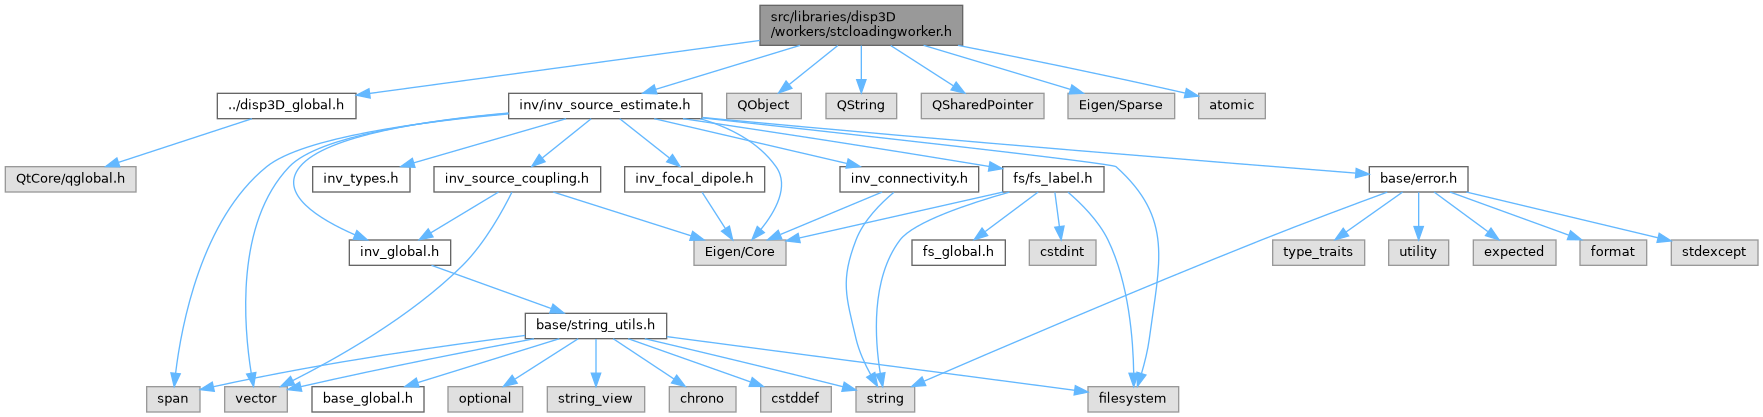 src/libraries/disp3D
/workers/stcloadingworker.h
../disp3D_global.h
inv/inv_source_estimate.h
QObject
QString
QSharedPointer
Eigen/Sparse
atomic
QtCore/qglobal.h
inv_types.h
inv_source_coupling.h
inv_focal_dipole.h
inv_connectivity.h
fs/fs_label.h
base/error.h
inv_global.h
Eigen/Core
fs_global.h
cstdint
type_traits
utility
expected
format
stdexcept
base/string_utils.h
span
vector
base_global.h
optional
string_view
chrono
cstddef
string
filesystem